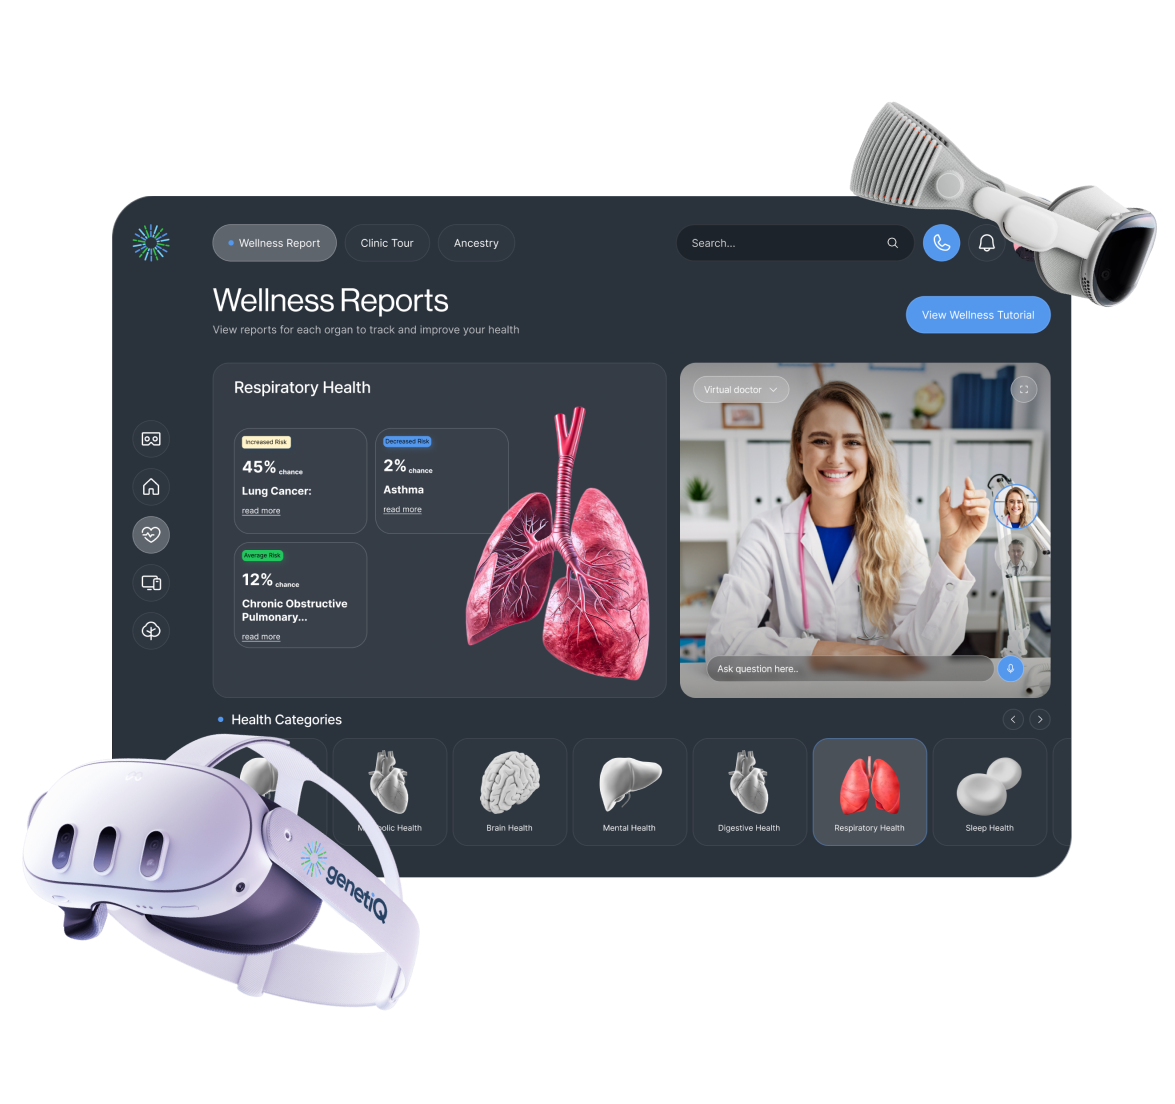 Wellness Report
Clinic Tour
Ancestry
Search...
Wellness Reports
View reports for each organ to track and improve your health
View Wellness Tutorial
Respiratory Health
Increased Risk
45% chance
Lung Cancer:
read more
Decreased Risk
2% chance
Asthma
read more
Average Risk
12% chance
Chronic Obstructive
Pulmonary...
read more
Virtual doctor
Ask question here..
Health Categories
Health
Brain Health
Mental Health
Digestive Health
Respiratory Health
Sleep Health
genetiQ